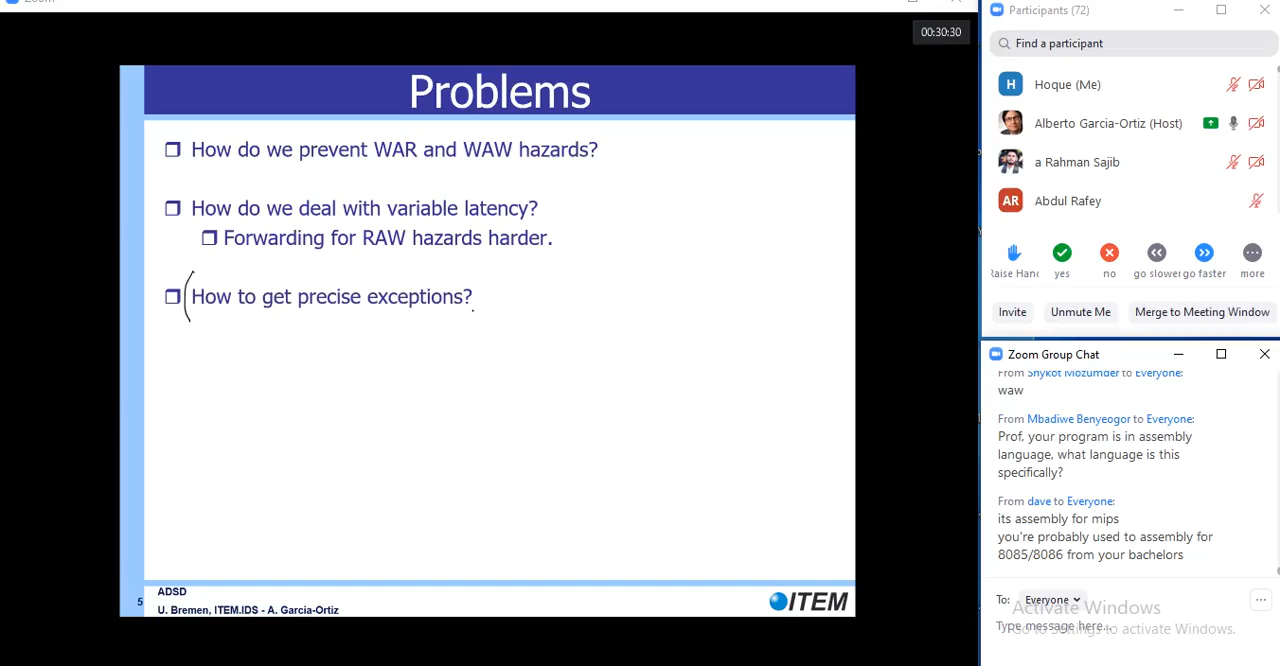 Zoom
00:30:30
Problems
How do we prevent WAR and WAW hazards?
How do we deal with variable latency?
Forwarding for RAW hazards harder.
How to get precise exceptions?
5
ADSD
U. Bremen, ITEM.IDS - A. Garcia-Ortiz
ITEM
Participants (72)
Find a participant
H Hoque (Me)
Alberto Garcia-Ortiz (Host)
a Rahman Sajib
AR Abdul Rafey
Raise Hand yes no go slower go faster more
Invite Unmute Me Merge to Meeting Window
Zoom Group Chat
From Snykot Mozumder to Everyone:
waw
From Mbadiwe Benyeogor to Everyone:
Prof, your program is in assembly
language, what language is this
specifically?
From dave to Everyone:
its assembly for mips
you're probably used to assembly for
8085/8086 from your bachelors
To: Everyone
Activate Windows
Type message here...
Go to Settings to activate Windows.